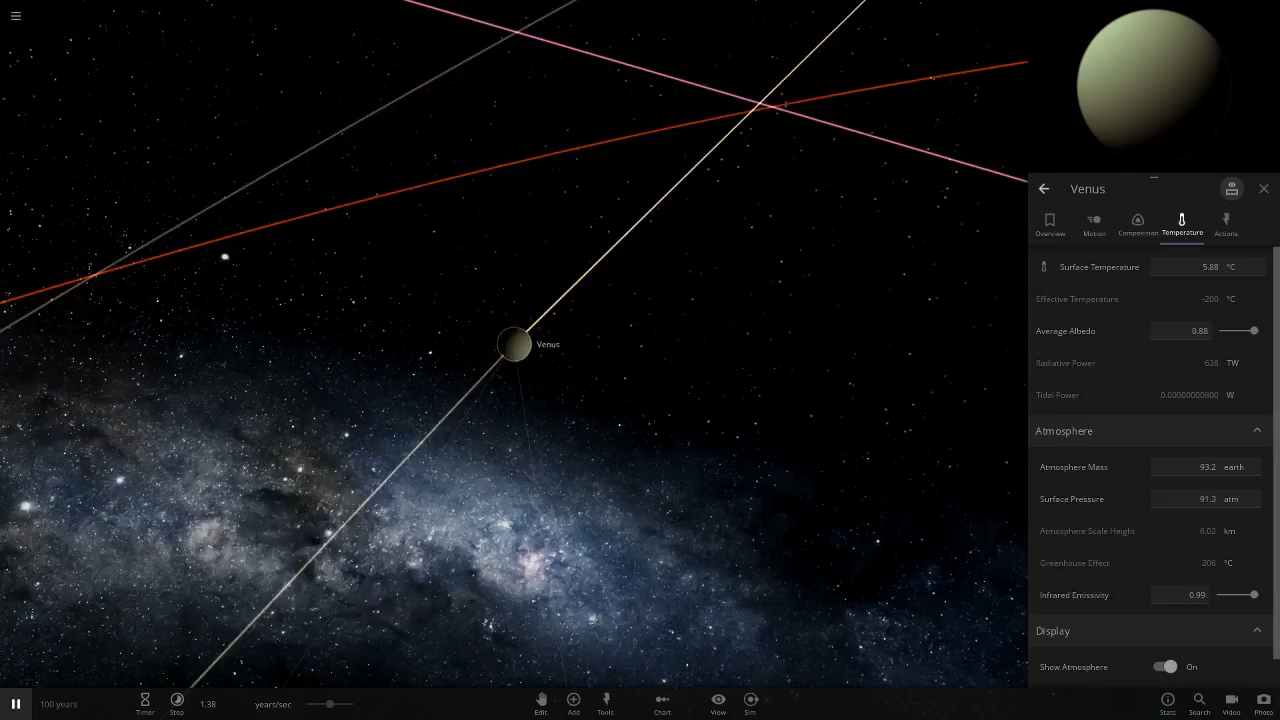 Venus
Overview Motion Composition Temperature Actions
Surface Temperature 5.88 °C
Effective Temperature -200 °C
Average Albedo 0.88
Radiative Power 638 TW
Tidal Power 0.00000000800 W
Atmosphere
Atmosphere Mass 93.2 earth
Surface Pressure 91.3 atm
Atmosphere Scale Height 6.02 km
Greenhouse Effect 206 °C
Infrared Emissivity 0.99
Display
Show Atmosphere On
Venus
100 years Timer Step 1.38 years/sec Edit Add Tools Chart View Sim Stats Search Video Photo